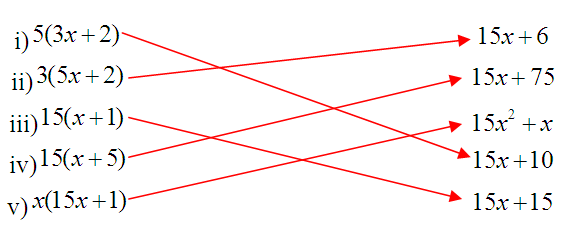 i) 5(3x+2) 15x+6
ii) 3(5x+2) 15x+75
iii) 15(x+1) 15x² +x
iv) 15(x+5) 15x+10
v) x(15x+1) 15x+15